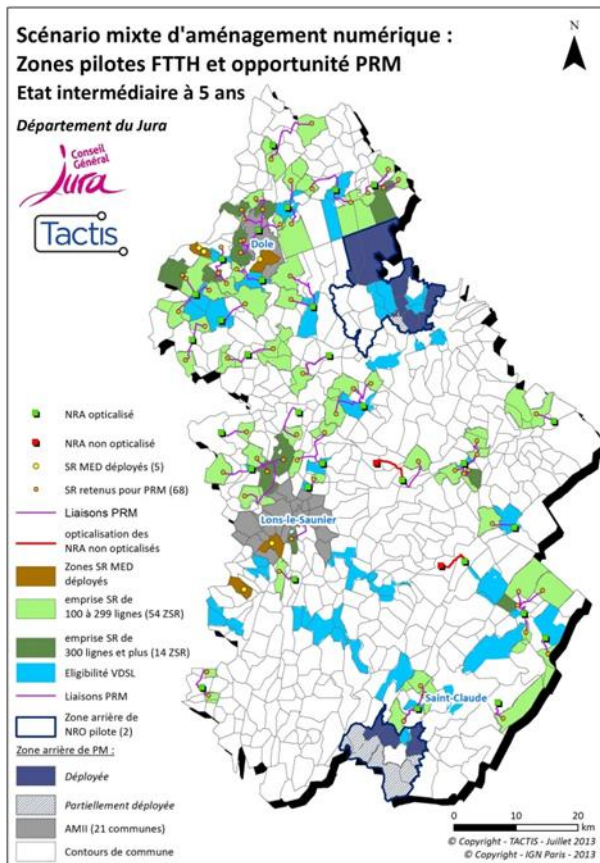 Scénario mixte d'aménagement numérique :
Zones pilotes FTTH et opportunité PRM
Etat intermédiaire à 5 ans
Département du Jura
N
Conseil
Général
Jura
Tactis
Dole
Lons-le-Saunier
Saint-Claude
NRA opticalisé
NRA non opticalisé
SR MED déployés (5)
SR retenus pour PRM (68)
Liaisons PRM
opticalisation des
NRA non opticalisés
Zones SR MED
déployés
emprise SR de
100 à 299 lignes (54 ZSR)
emprise SR de
300 lignes et plus (14 ZSR)
Eligibilité VDSL
Liaisons PRM
Zone arrière de
NRO pilote (2)
Zone arrière de PM :
Déployée
Partiellement déployée
AMII (21 communes)
Contours de commune
0 10 20
km
© Copyright - TACTIS - Juillet 2013
© Copyright - IGN Paris - 2013